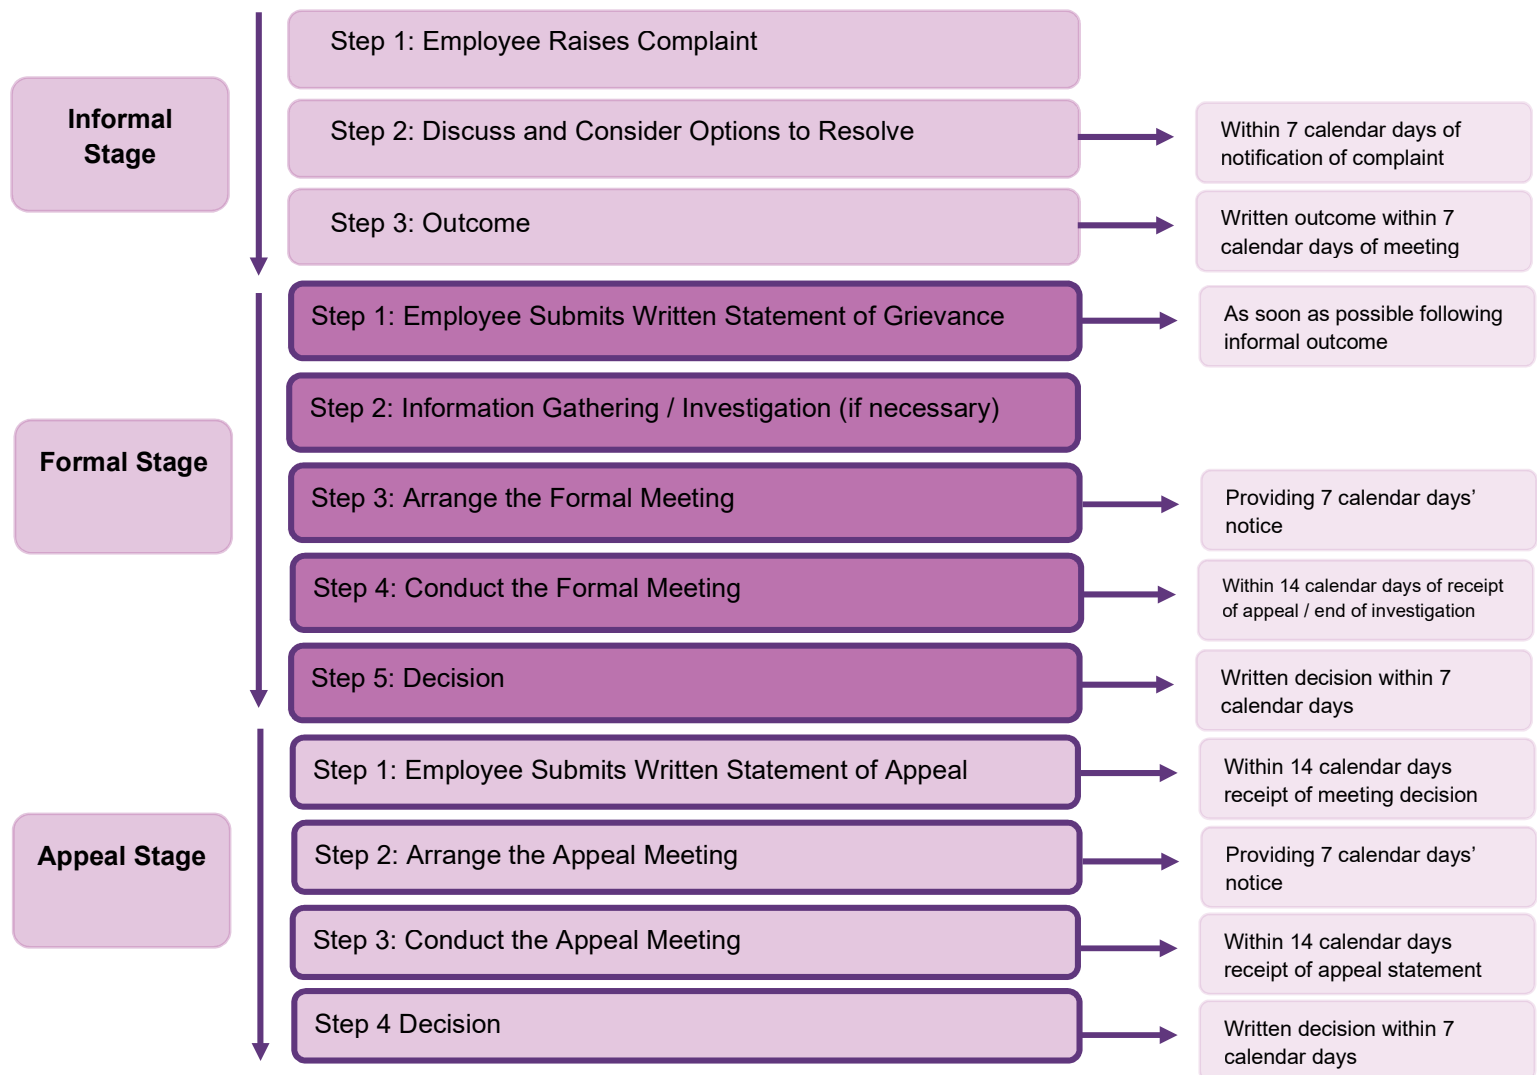 Informal
Stage
Step 1: Employee Raises Complaint
Step 2: Discuss and Consider Options to Resolve
Within 7 calendar days of
notification of complaint
Step 3: Outcome
Written outcome within 7
calendar days of meeting
Formal Stage
Step 1: Employee Submits Written Statement of Grievance
As soon as possible following
informal outcome
Step 2: Information Gathering / Investigation (if necessary)
Step 3: Arrange the Formal Meeting
Providing 7 calendar days’
notice
Step 4: Conduct the Formal Meeting
Within 14 calendar days of receipt
of appeal / end of investigation
Step 5: Decision
Written decision within 7
calendar days
Appeal Stage
Step 1: Employee Submits Written Statement of Appeal
Within 14 calendar days
receipt of meeting decision
Step 2: Arrange the Appeal Meeting
Providing 7 calendar days’
notice
Step 3: Conduct the Appeal Meeting
Within 14 calendar days
receipt of appeal statement
Step 4 Decision
Written decision within 7
calendar days